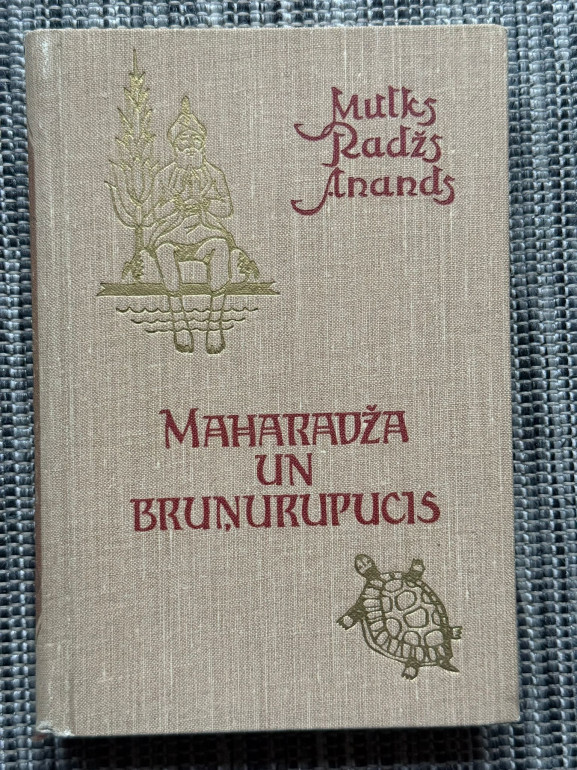 Mulks
Radžs
Anands
MAHARADŽA
UN
BRUŅURUPUCIS